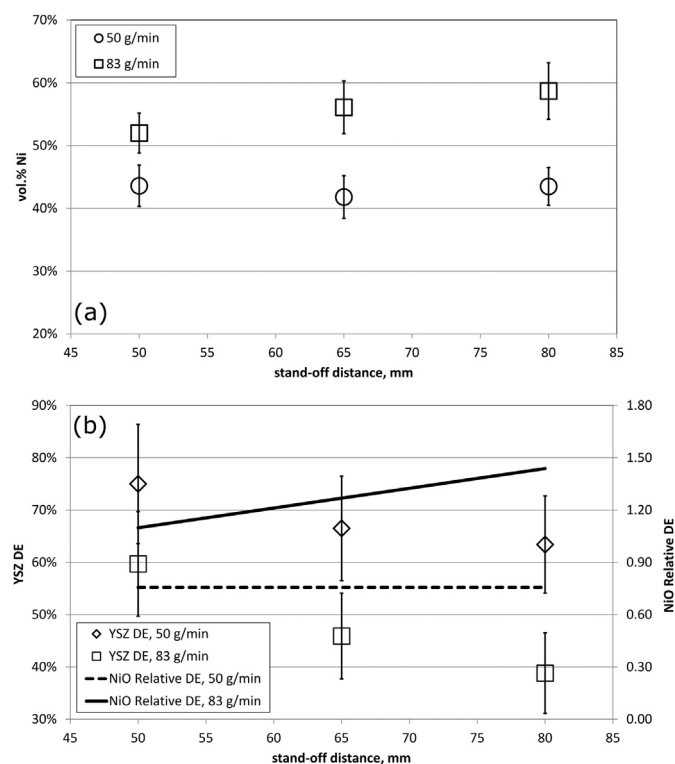 70%
60%
50%
40%
30%
20%
vol.% Ni
50 g/min
83 g/min
(a)
45 50 55 60 65 70 75 80 85
stand-off distance, mm
90%
80%
70%
60%
50%
40%
30%
YSZ DE
(b)
1.80
1.50
1.20
0.90
0.60
0.30
0.00
NiO Relative DE
YSZ DE, 50 g/min
YSZ DE, 83 g/min
NiO Relative DE, 50 g/min
NiO Relative DE, 83 g/min
45 50 55 60 65 70 75 80 85
stand-off distance, mm